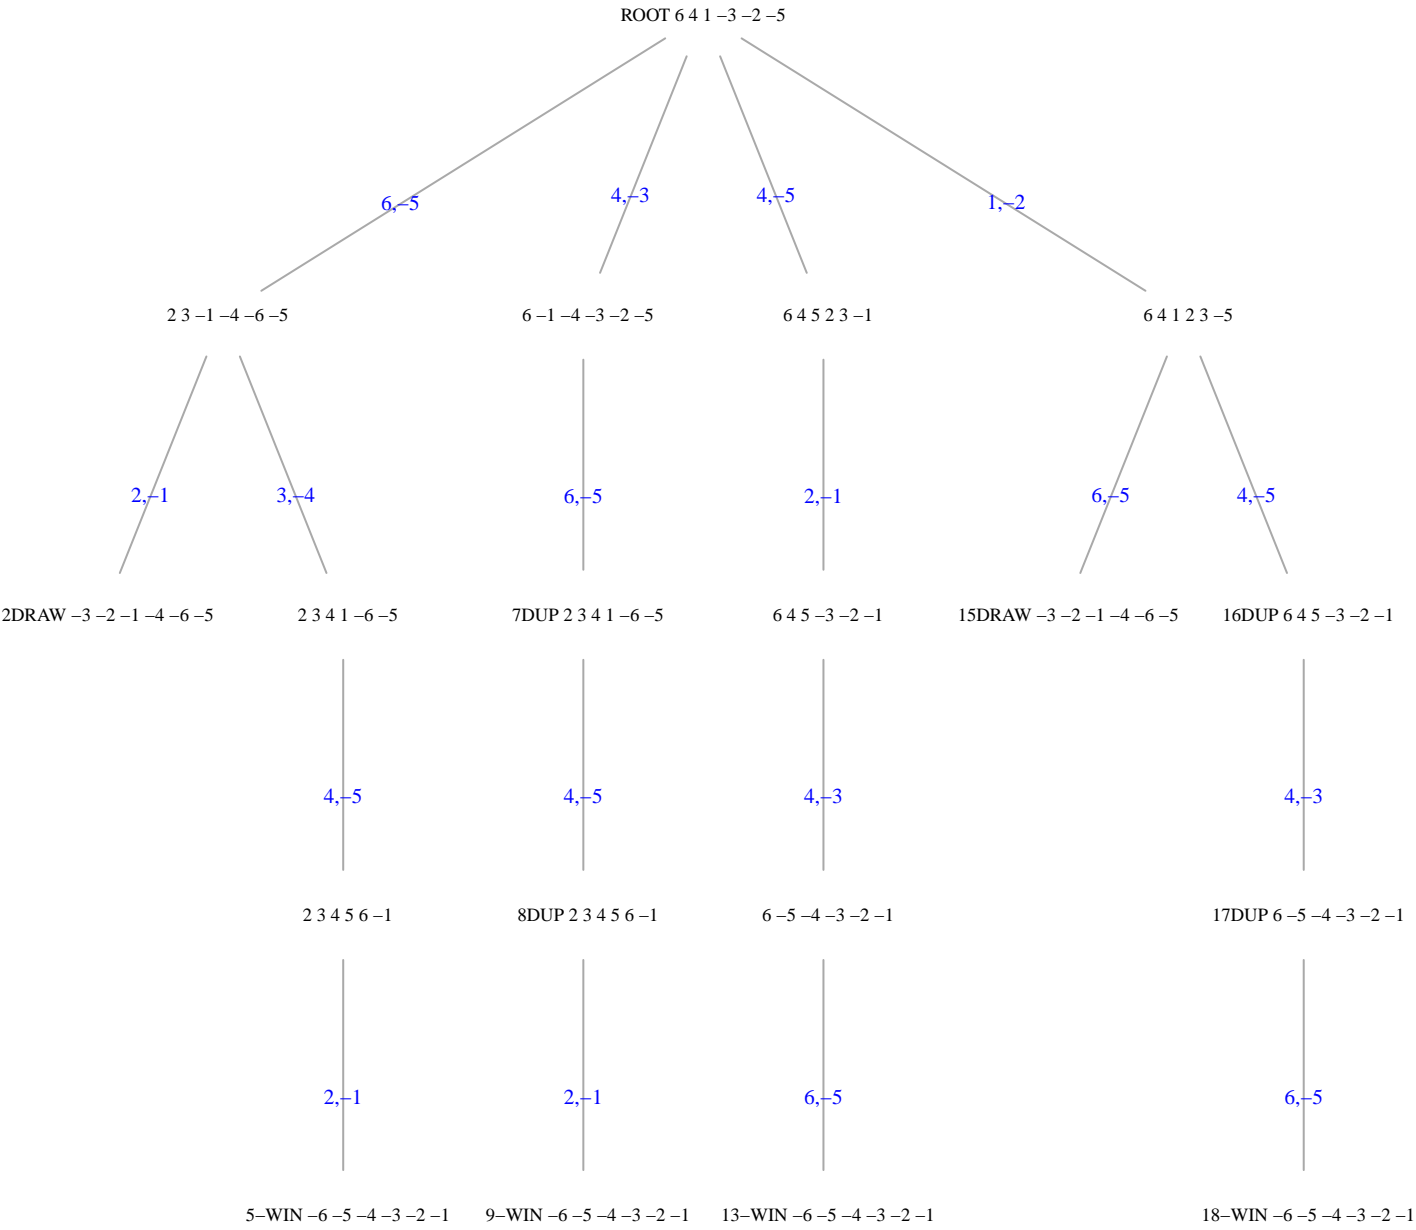 ROOT 6 4 1 –3 –2 –5
6,–5
4,–3
4,–5
1,–2
2 3 –1 –4 –6 –5
6 –1 –4 –3 –2 –5
6 4 5 2 3 –1
6 4 1 2 3 –5
2,–1
3,–4
6,–5
2,–1
6,–5
4,–5
2DRAW –3 –2 –1 –4 –6 –5
2 3 4 1 –6 –5
7DUP 2 3 4 1 –6 –5
6 4 5 –3 –2 –1
15DRAW –3 –2 –1 –4 –6 –5
16DUP 6 4 5 –3 –2 –1
4,–5
4,–5
4,–3
4,–3
2 3 4 5 6 –1
8DUP 2 3 4 5 6 –1
6 –5 –4 –3 –2 –1
17DUP 6 –5 –4 –3 –2 –1
2,–1
2,–1
6,–5
6,–5
5–WIN –6 –5 –4 –3 –2 –1
9–WIN –6 –5 –4 –3 –2 –1
13–WIN –6 –5 –4 –3 –2 –1
18–WIN –6 –5 –4 –3 –2 –1